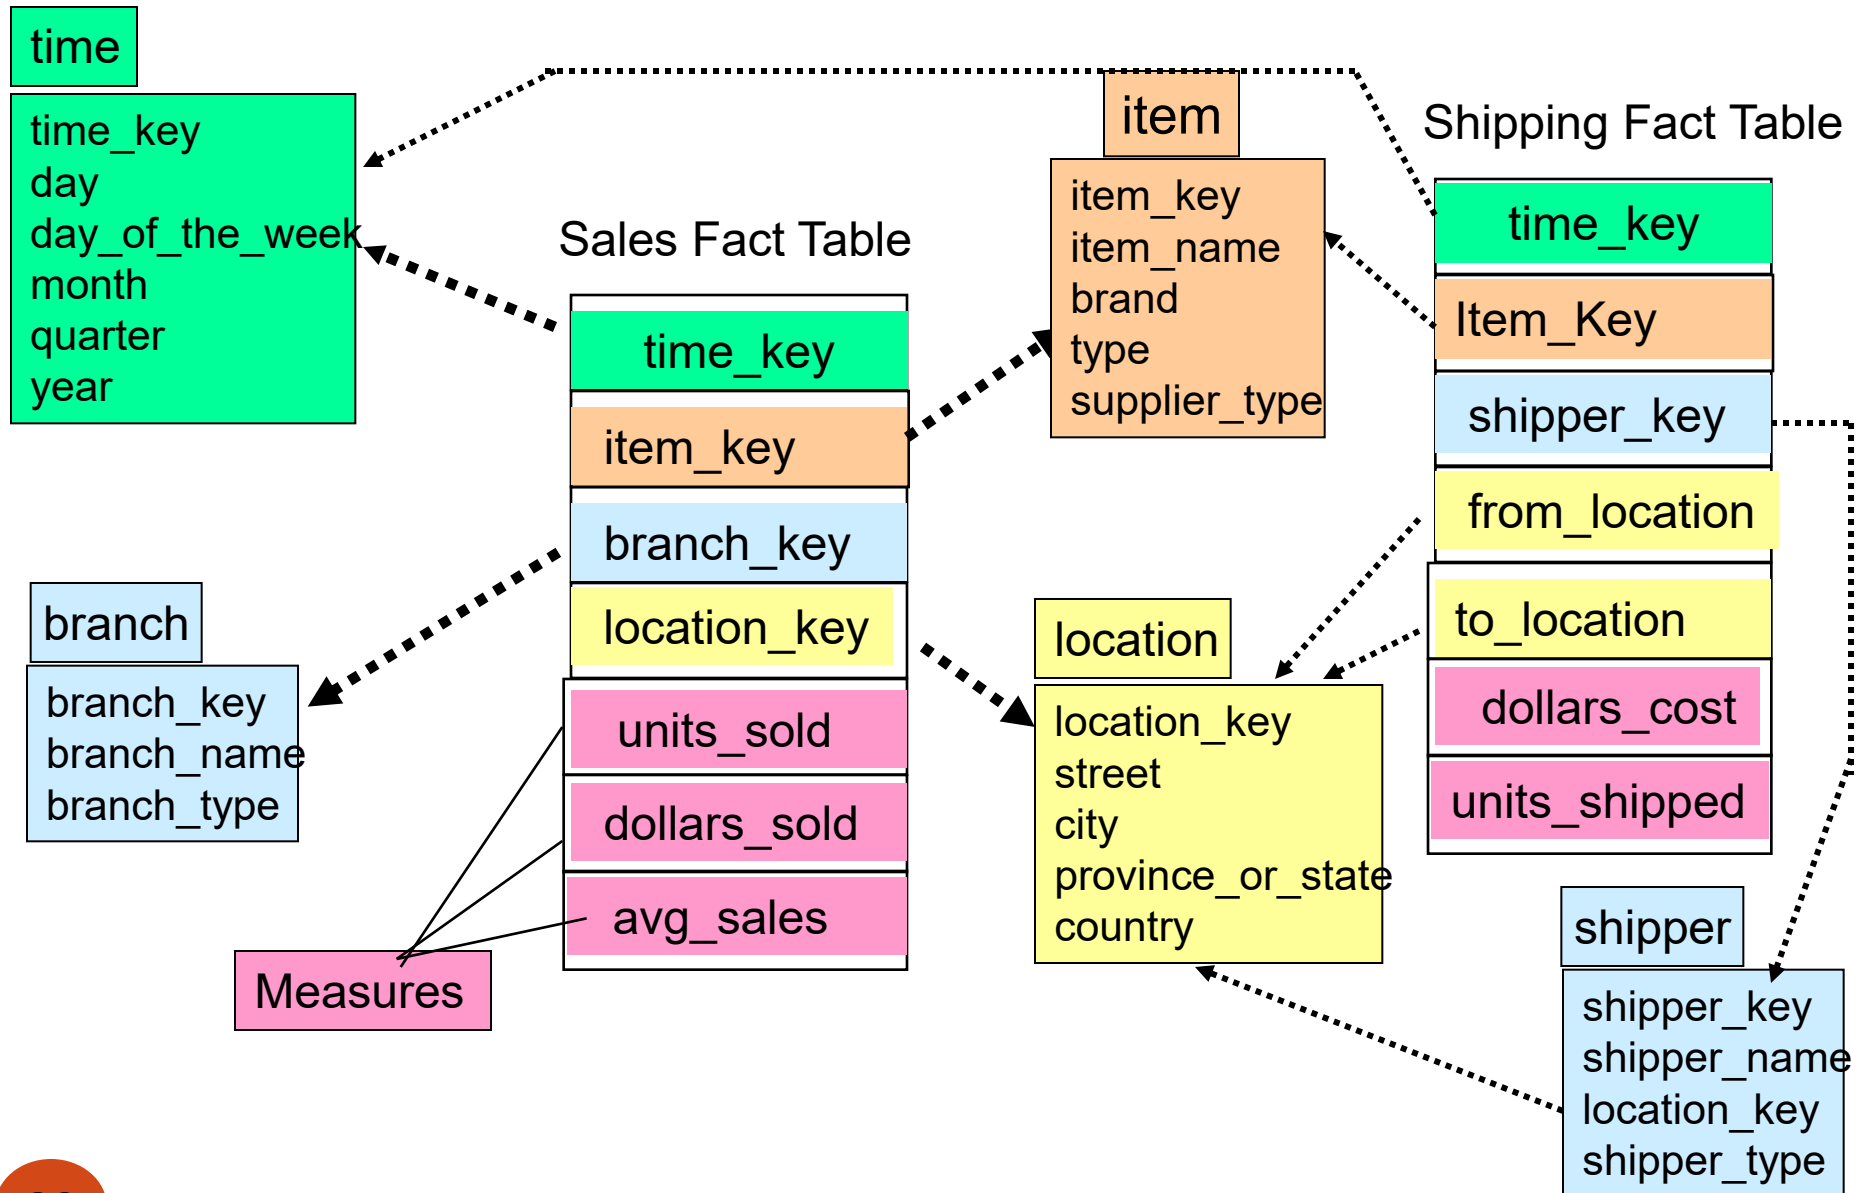 time
time_key
day
day_of_the_week
month
quarter
year
Sales Fact Table
time_key
item_key
branch_key
location_key
units_sold
dollars_sold
avg_sales
Measures
branch
branch_key
branch_name
branch_type
item
item_key
item_name
brand
type
supplier_type
location
location_key
street
city
province_or_state
country
Shipping Fact Table
time_key
Item_Key
shipper_key
from_location
to_location
dollars_cost
units_shipped
shipper
shipper_key
shipper_name
location_key
shipper_type